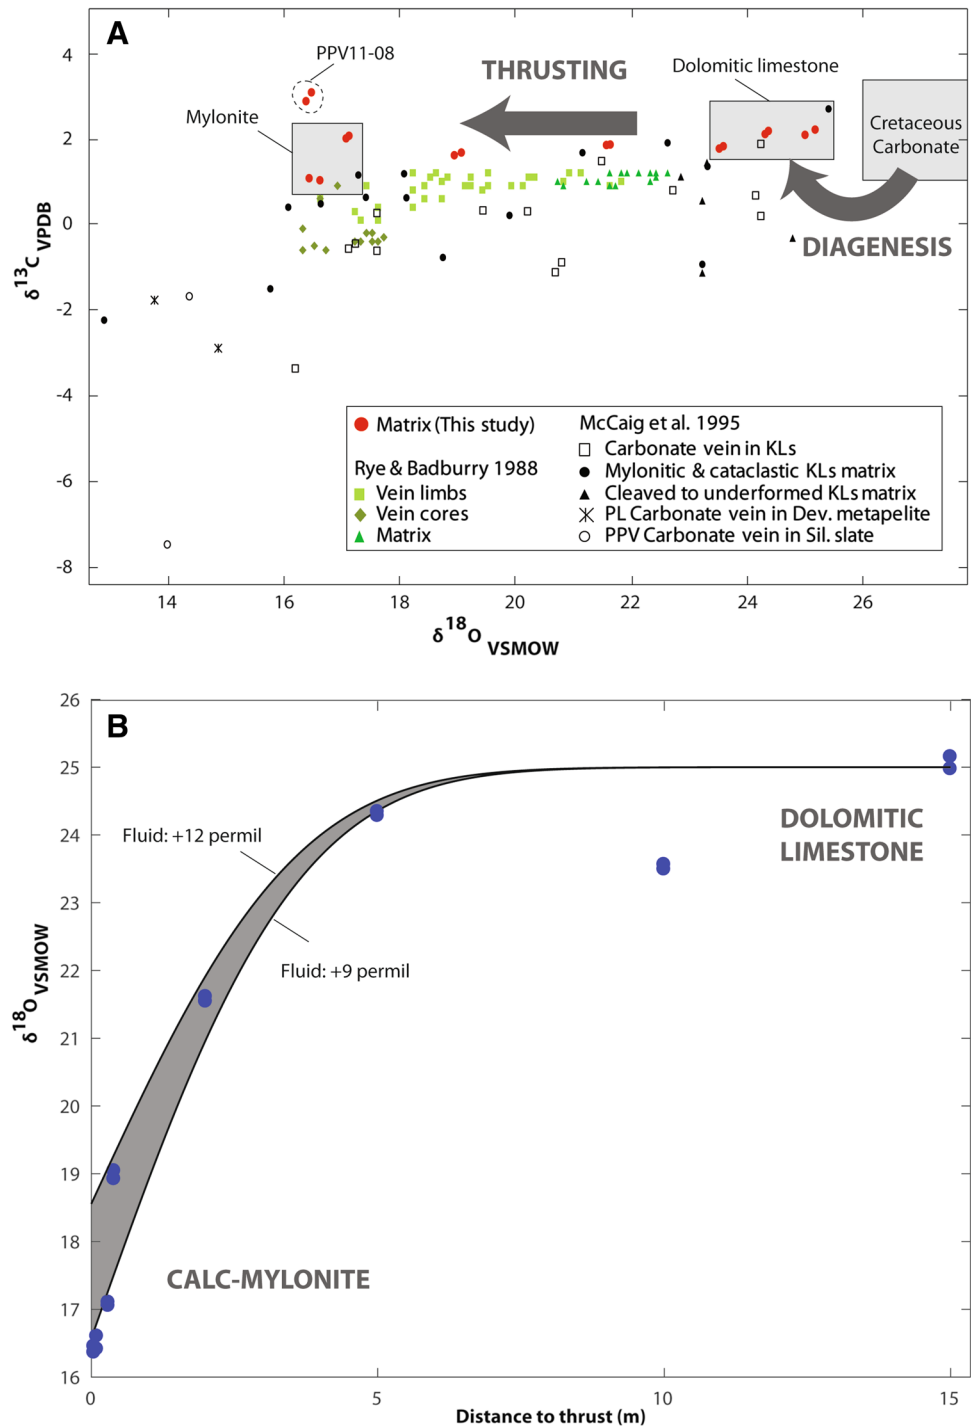 A
PPV11-08
THRUSTING
Dolomitic limestone
Mylonite
Cretaceous
Carbonate
DIAGENESIS
4
2
0
-2
-4
-6
-8
δ13C VPDB
Matrix (This study)
Rye & Badburry 1988
Vein limbs
Vein cores
Matrix
McCaig et al. 1995
Carbonate vein in KLs
Mylonitic & cataclastic KLs matrix
Cleaved to underformed KLs matrix
PL Carbonate vein in Dev. metapelite
PPV Carbonate vein in Sil. slate
14 16 18 20 22 24 26
δ18O VSMOW
B
26
25
24
23
22
21
20
19
18
17
16
δ18O VSMOW
Fluid: +12 permil
Fluid: +9 permil
DOLOMITIC
LIMESTONE
CALC-MYLONITE
0 5 10 15
Distance to thrust (m)